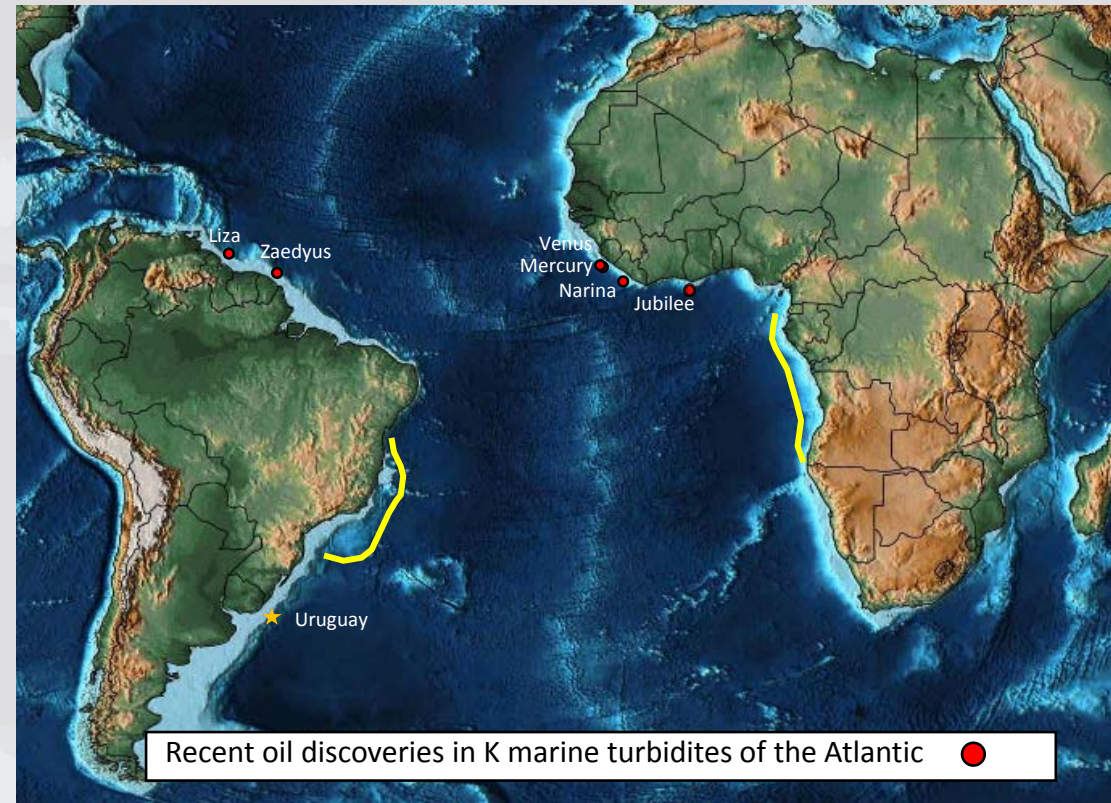 Liza
Zaedyus
Venus
Mercury
Narina
Jubilee
Uruguay
Recent oil discoveries in K marine turbidites of the Atlantic